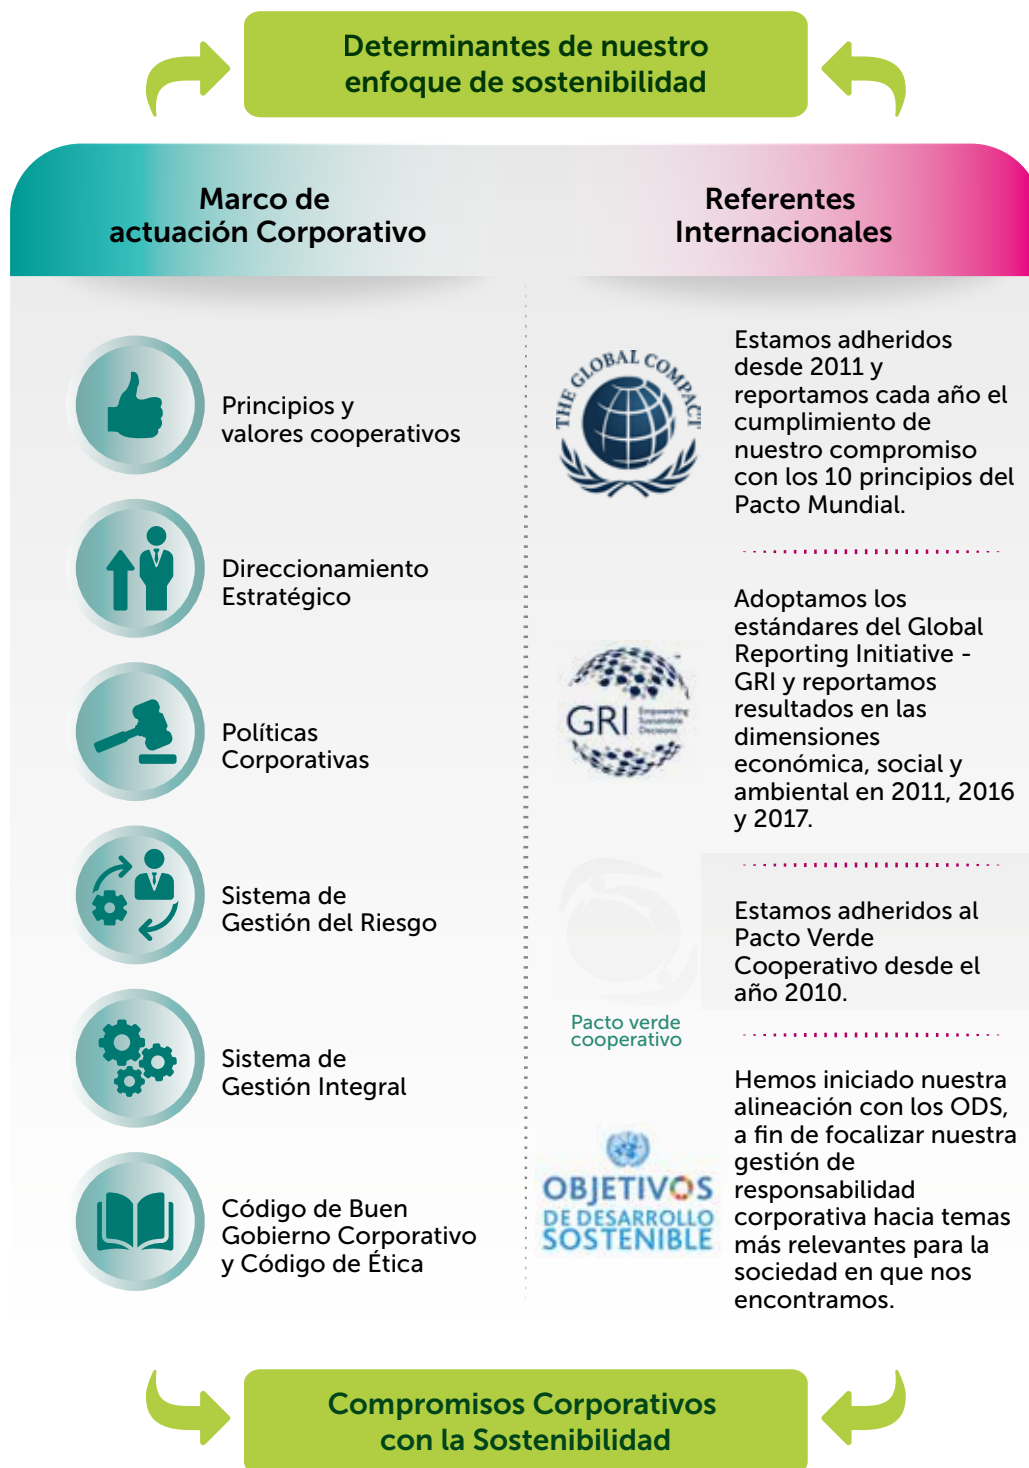 Determinantes de nuestro
enfoque de sostenibilidad
Marco de
actuación Corporativo
Principios y
valores cooperativos
Direccionamiento
Estratégico
Políticas
Corporativas
Sistema de
Gestión del Riesgo
Sistema de
Gestión Integral
Código de Buen
Gobierno Corporativo
y Código de Ética
Referentes
Internacionales
THE GLOBAL COMPACT
Estamos adheridos
desde 2011 y
reportamos cada año el
cumplimiento de
nuestro compromiso
con los 10 principios del
Pacto Mundial.
GRI
Empowering
Sustainable
Decisions
Adoptamos los
estándares del Global
Reporting Initiative -
GRI y reportamos
resultados en las
dimensiones
económica, social y
ambiental en 2011, 2016
y 2017.
Pacto verde
cooperativo
Estamos adheridos al
Pacto Verde
Cooperativo desde el
año 2010.
OBJETIVOS
DE DESARROLLO
SOSTENIBLE
Hemos iniciado nuestra
alineación con los ODS,
a fin de focalizar nuestra
gestión de
responsabilidad
corporativa hacia temas
más relevantes para la
sociedad en que nos
encontramos.
Compromisos Corporativos
con la Sostenibilidad